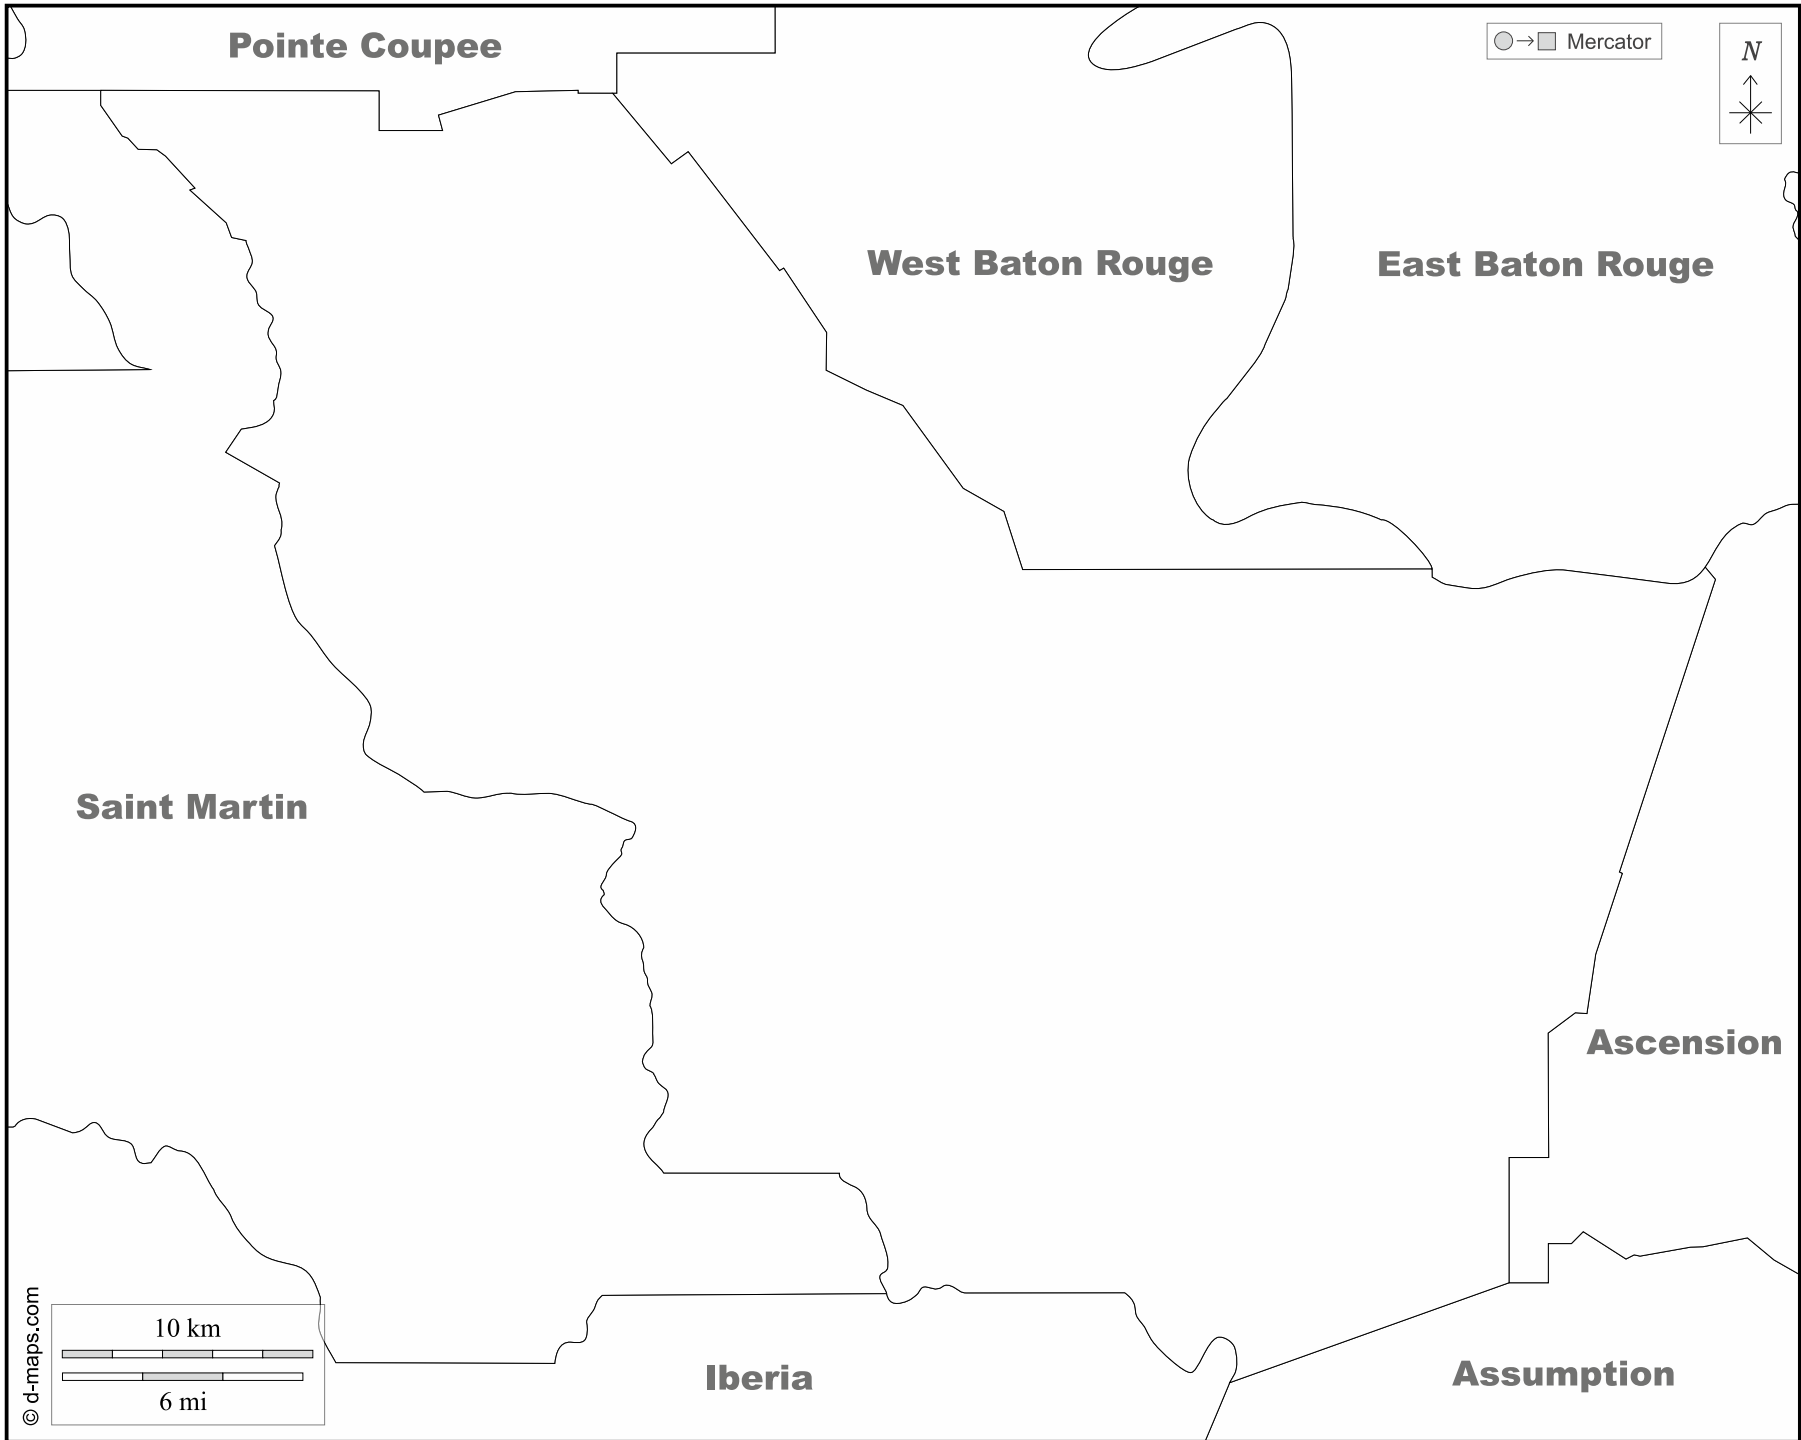 Pointe Coupee
Mercator
N
West Baton Rouge
East Baton Rouge
Saint Martin
Ascension
10 km
6 mi
Iberia
Assumption
© d-maps.com